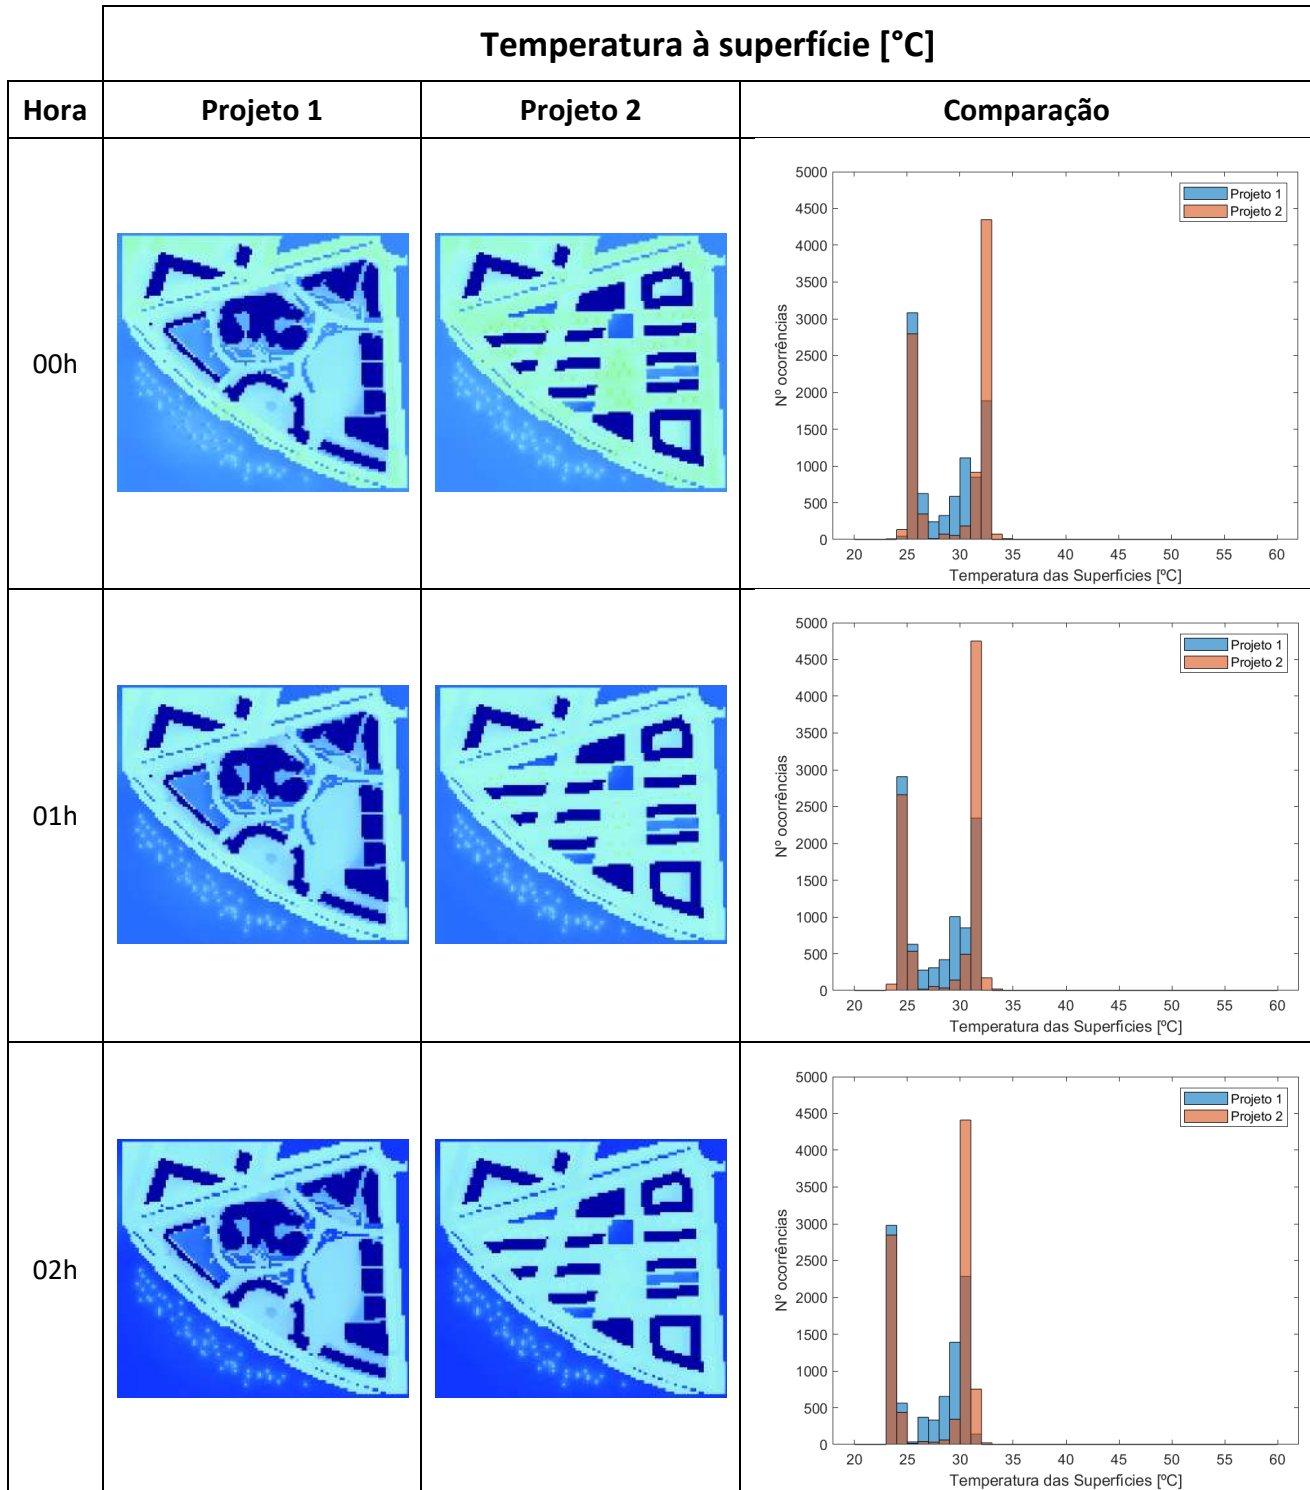 Temperatura à superfície [°C]
Hora Projeto 1 Projeto 2 Comparação
00h
5000
4500
4000
3500
3000
2500
2000
1500
1000
500
0
Nº ocorrências
Projeto 1
Projeto 2
20 25 30 35 40 45 50 55 60
Temperatura das Superfícies [ºC]
01h
5000
4500
4000
3500
3000
2500
2000
1500
1000
500
0
Nº ocorrências
Projeto 1
Projeto 2
20 25 30 35 40 45 50 55 60
Temperatura das Superfícies [ºC]
02h
5000
4500
4000
3500
3000
2500
2000
1500
1000
500
0
Nº ocorrências
Projeto 1
Projeto 2
20 25 30 35 40 45 50 55 60
Temperatura das Superfícies [ºC]